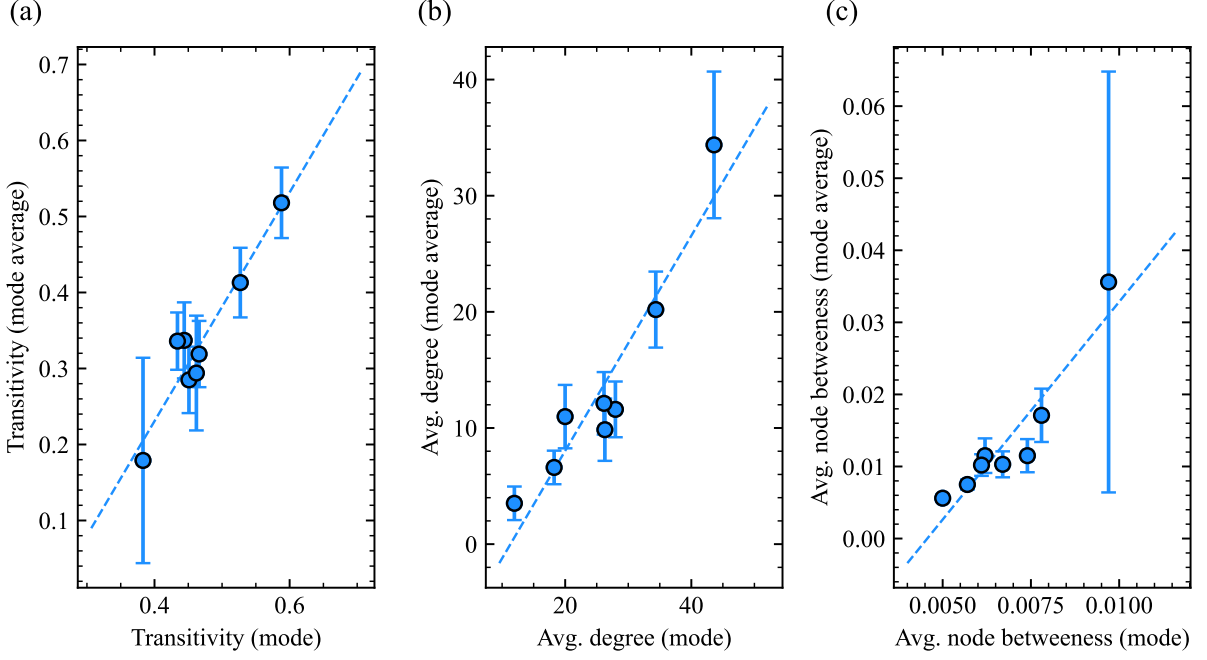 (a)
(b)
(c)
Transitivity (mode average)
0.7
0.6
0.5
0.4
0.3
0.2
0.1
0.4
0.6
Transitivity (mode)
Avg. degree (mode average)
40
30
20
10
0
20
40
Avg. degree (mode)
Avg. node betweeness (mode average)
0.06
0.05
0.04
0.03
0.02
0.01
0.00
0.0050
0.0075
0.0100
Avg. node betweeness (mode)